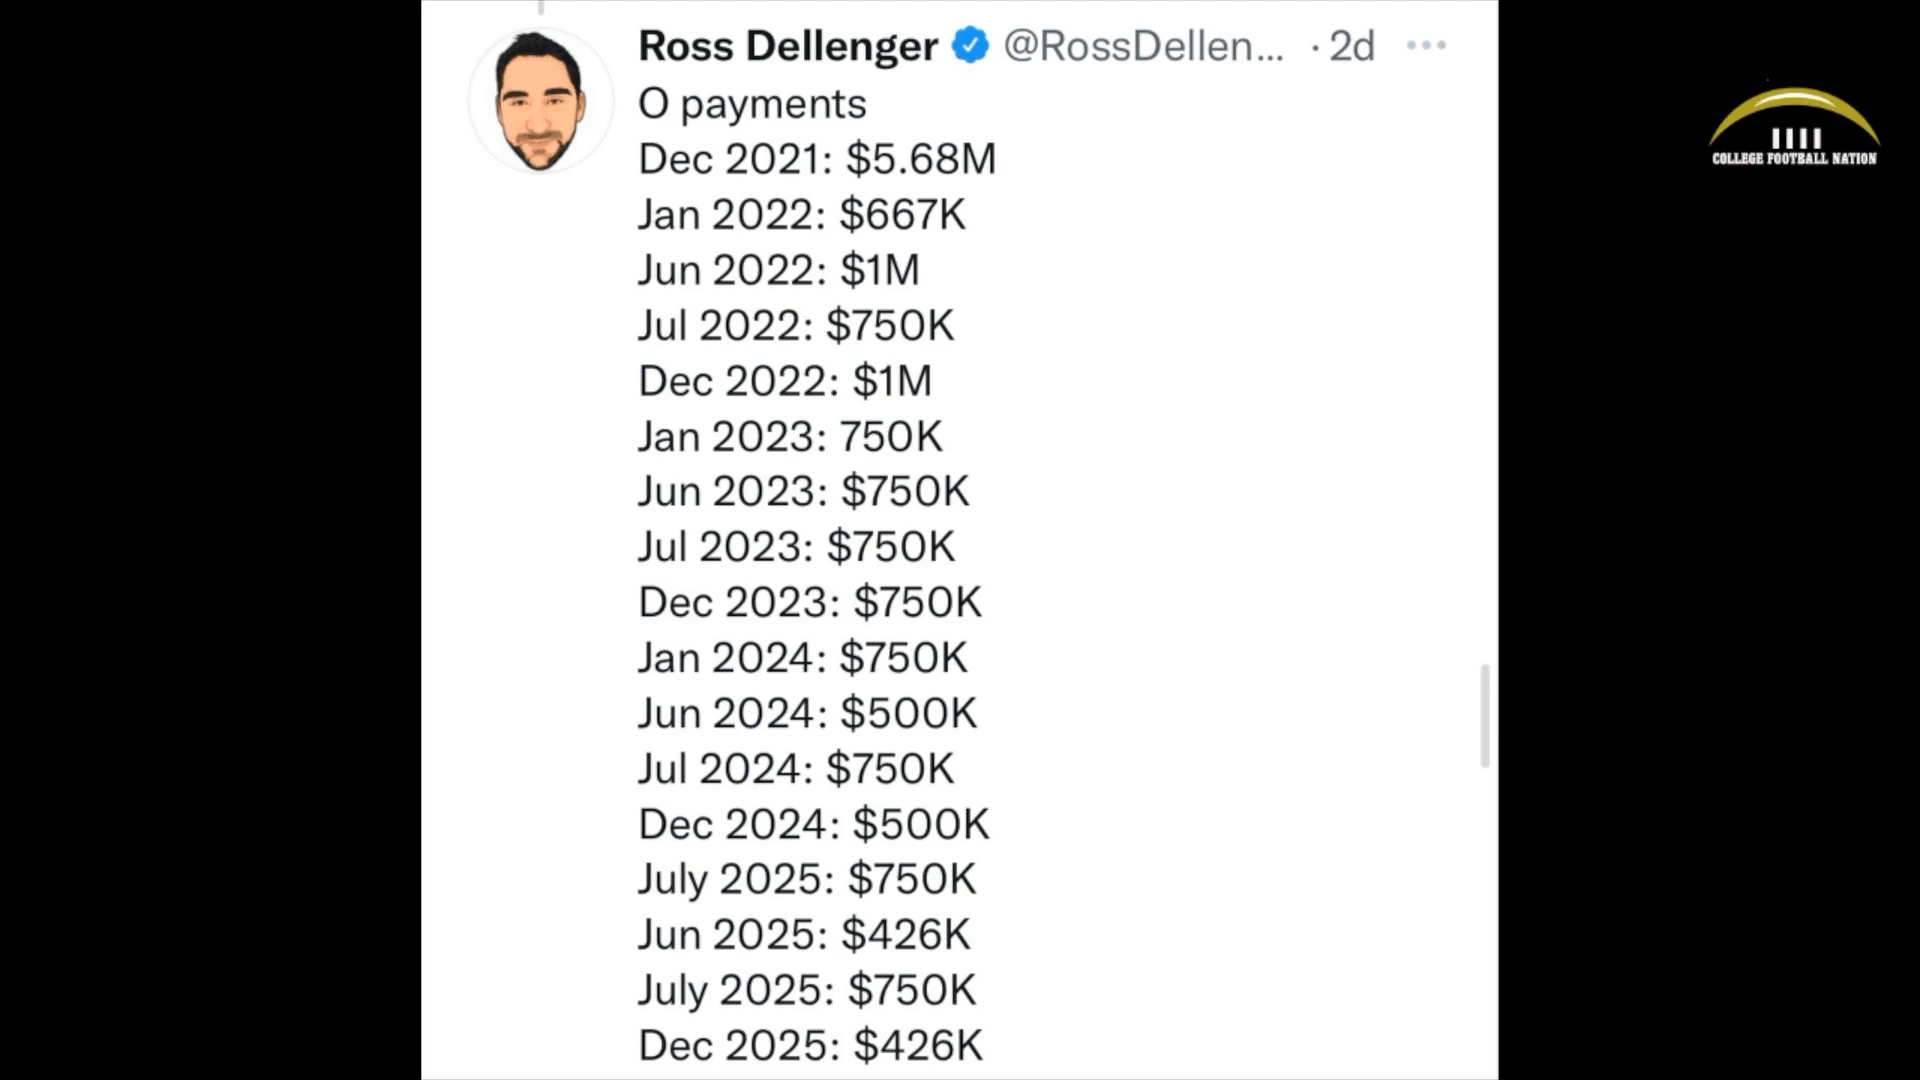 Ross Dellenger @RossDellen... · 2d
O payments
Dec 2021: $5.68M
Jan 2022: $667K
Jun 2022: $1M
Jul 2022: $750K
Dec 2022: $1M
Jan 2023: 750K
Jun 2023: $750K
Jul 2023: $750K
Dec 2023: $750K
Jan 2024: $750K
Jun 2024: $500K
Jul 2024: $750K
Dec 2024: $500K
July 2025: $750K
Jun 2025: $426K
July 2025: $750K
Dec 2025: $426K
COLLEGE FOOTBALL NATION